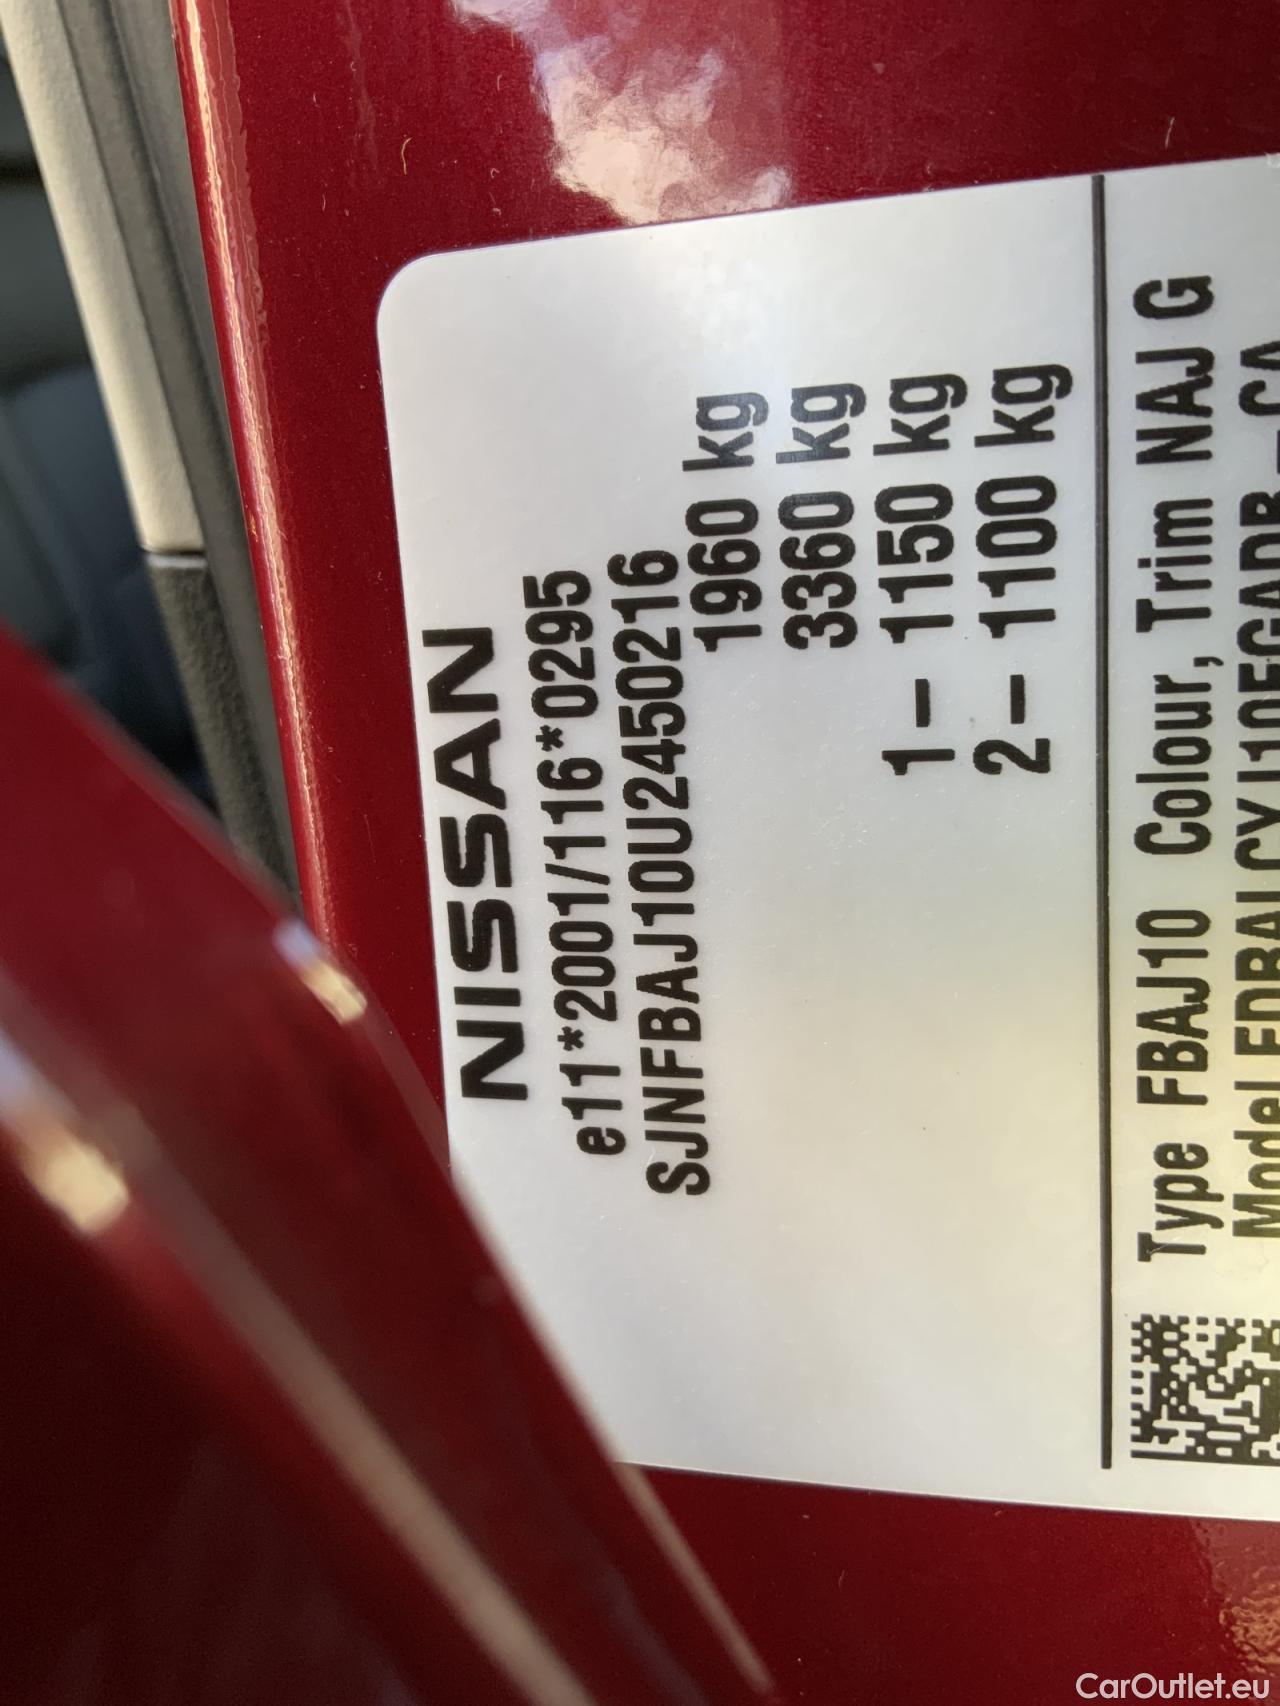 NISSAN
e11*2001/116*0295
SJNFBAJ10U2450216
1960 kg
3360 kg
1– 1150 kg
2– 1100 kg
Type FBAJ10 Colour, Trim NAJ G
Model
CarOutlet.eu